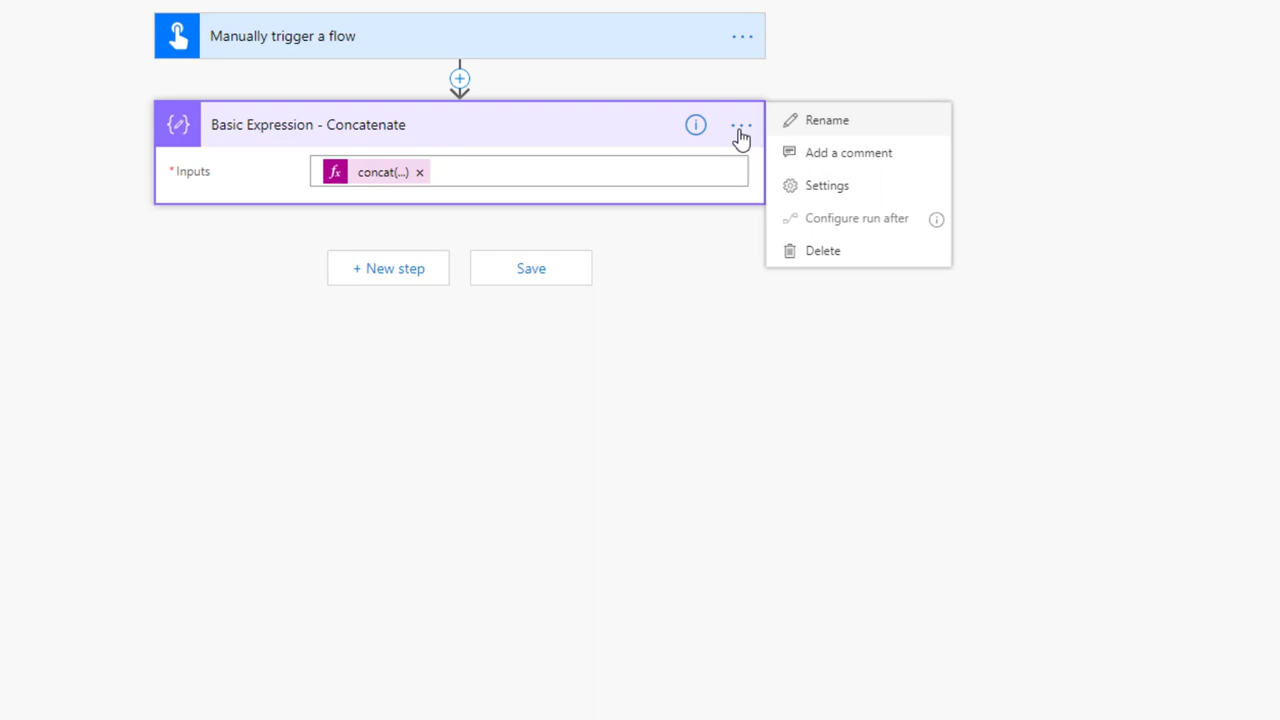 Manually trigger a flow
Basic Expression - Concatenate
Rename
Add a comment
* Inputs
fx concat(...) ×
Settings
Configure run after
Delete
+ New step
Save